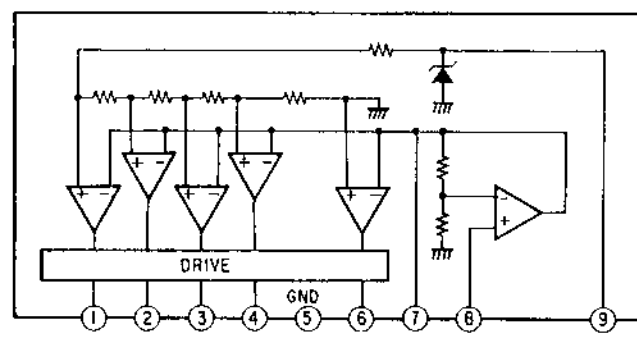 + - + - + - + - + -
-
+
DRIVE
GND
1 2 3 4 5 6 7 8 9